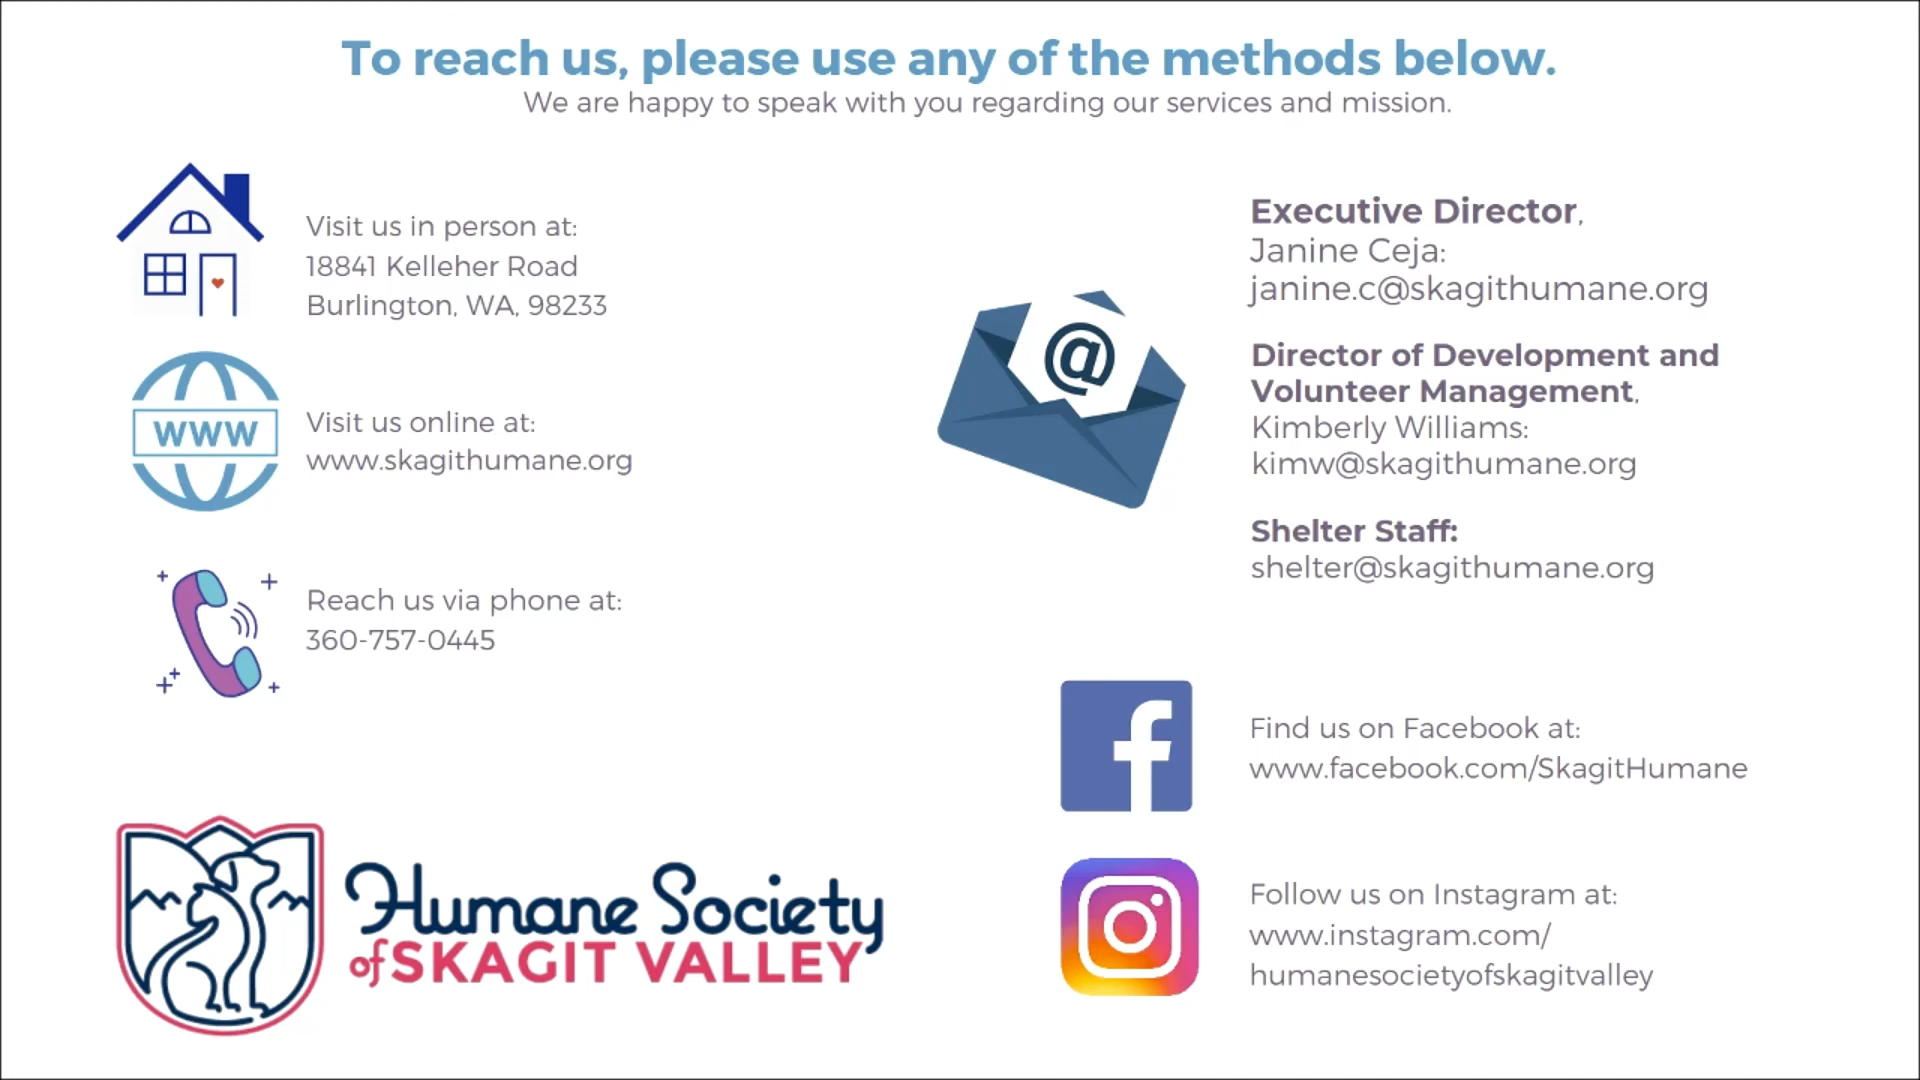 To reach us, please use any of the methods below.
We are happy to speak with you regarding our services and mission.
Visit us in person at:
18841 Kelleher Road
Burlington, WA, 98233
WWW
Visit us online at:
www.skagithumane.org
Reach us via phone at:
360-757-0445
Humane Society
of SKAGIT VALLEY
@
Executive Director,
Janine Ceja:
janine.c@skagithumane.org
Director of Development and
Volunteer Management,
Kimberly Williams:
kimw@skagithumane.org
Shelter Staff:
shelter@skagithumane.org
f
Find us on Facebook at:
www.facebook.com/SkagitHumane
Follow us on Instagram at:
www.instagram.com/
humanesocietyofskagitvalley